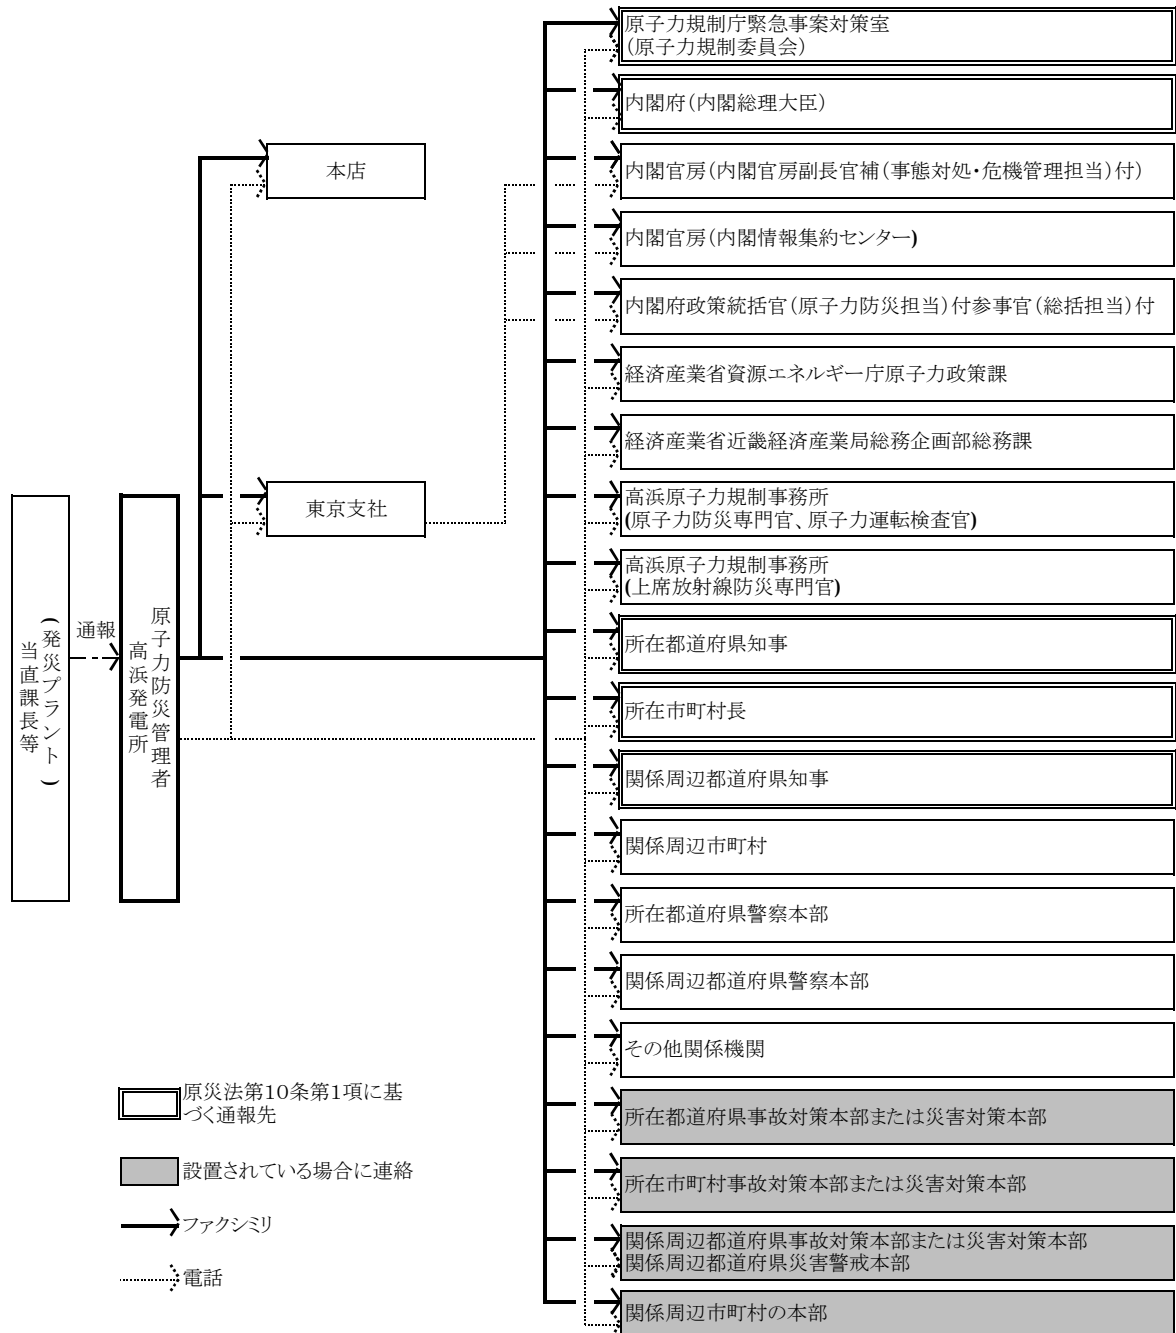 原子力規制庁緊急事案対策室
(原子力規制委員会)
内閣府(内閣総理大臣)
本店
内閣官房(内閣官房副長官補(事態対処・危機管理担当)付)
内閣官房(内閣情報集約センター)
内閣府政策統括官(原子力防災担当)付参事官(総括担当)付
経済産業省資源エネルギー庁原子力政策課
経済産業省近畿経済産業局総務企画部総務課
東京支社
高浜原子力規制事務所
(原子力防災専門官、原子力運転検査官)
高浜原子力規制事務所
(上席放射線防災専門官)
(発災プラント)
当直課長等
通報
原子力防災管理者
高浜発電所
所在都道府県知事
所在市町村長
関係周辺都道府県知事
関係周辺市町村
所在都道府県警察本部
関係周辺都道府県警察本部
その他関係機関
所在都道府県事故対策本部または災害対策本部
所在市町村事故対策本部または災害対策本部
関係周辺都道府県事故対策本部または災害対策本部
関係周辺都道府県災害警戒本部
関係周辺市町村の本部
原災法第10条第1項に基
づく通報先
設置されている場合に連絡
ファクシミリ
電話